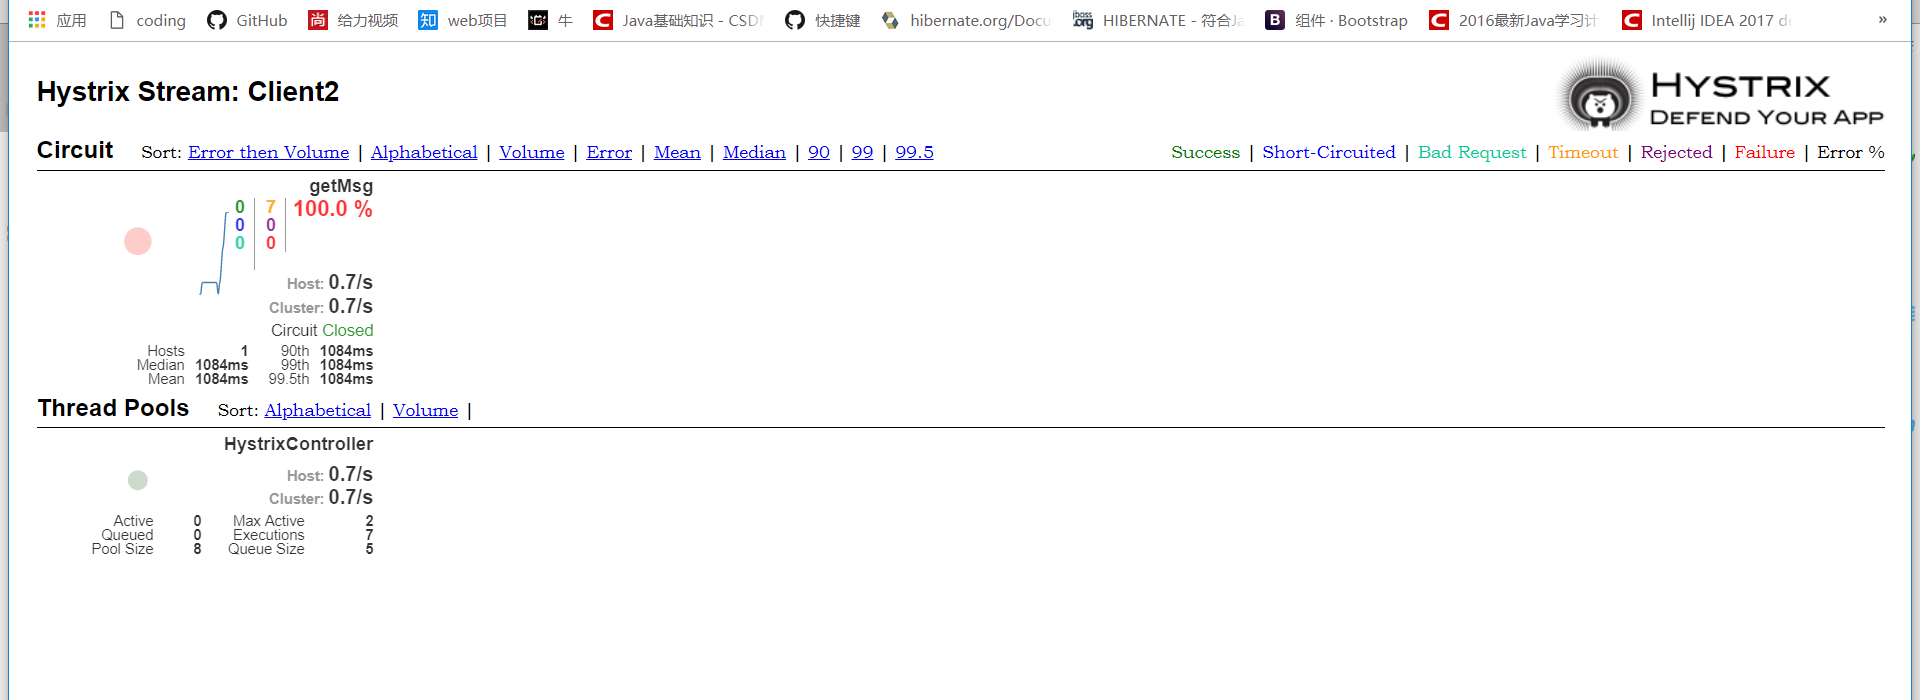 应用 coding GitHub 尚 给力视频 知 web项目 牛 C Java基础知识 - CSD 快捷键 hibernate.org/Docu jboss .org HIBERNATE - 符合Ja B 组件 · Bootstrap C 2016最新Java学习计 C Intellij IDEA 2017 de »
Hystrix Stream: Client2
HYSTRIX
DEFEND YOUR APP
Circuit Sort: Error then Volume | Alphabetical | Volume | Error | Mean | Median | 90 | 99 | 99.5
Success | Short-Circuited | Bad Request | Timeout | Rejected | Failure | Error %
getMsg
0 7 100.0 %
0 0
0 0
Host: 0.7/s
Cluster: 0.7/s
Circuit Closed
Hosts 1 90th 1084ms
Median 1084ms 99th 1084ms
Mean 1084ms 99.5th 1084ms
Thread Pools Sort: Alphabetical | Volume |
HystrixController
Host: 0.7/s
Cluster: 0.7/s
Active 0 Max Active 2
Queued 0 Executions 7
Pool Size 8 Queue Size 5